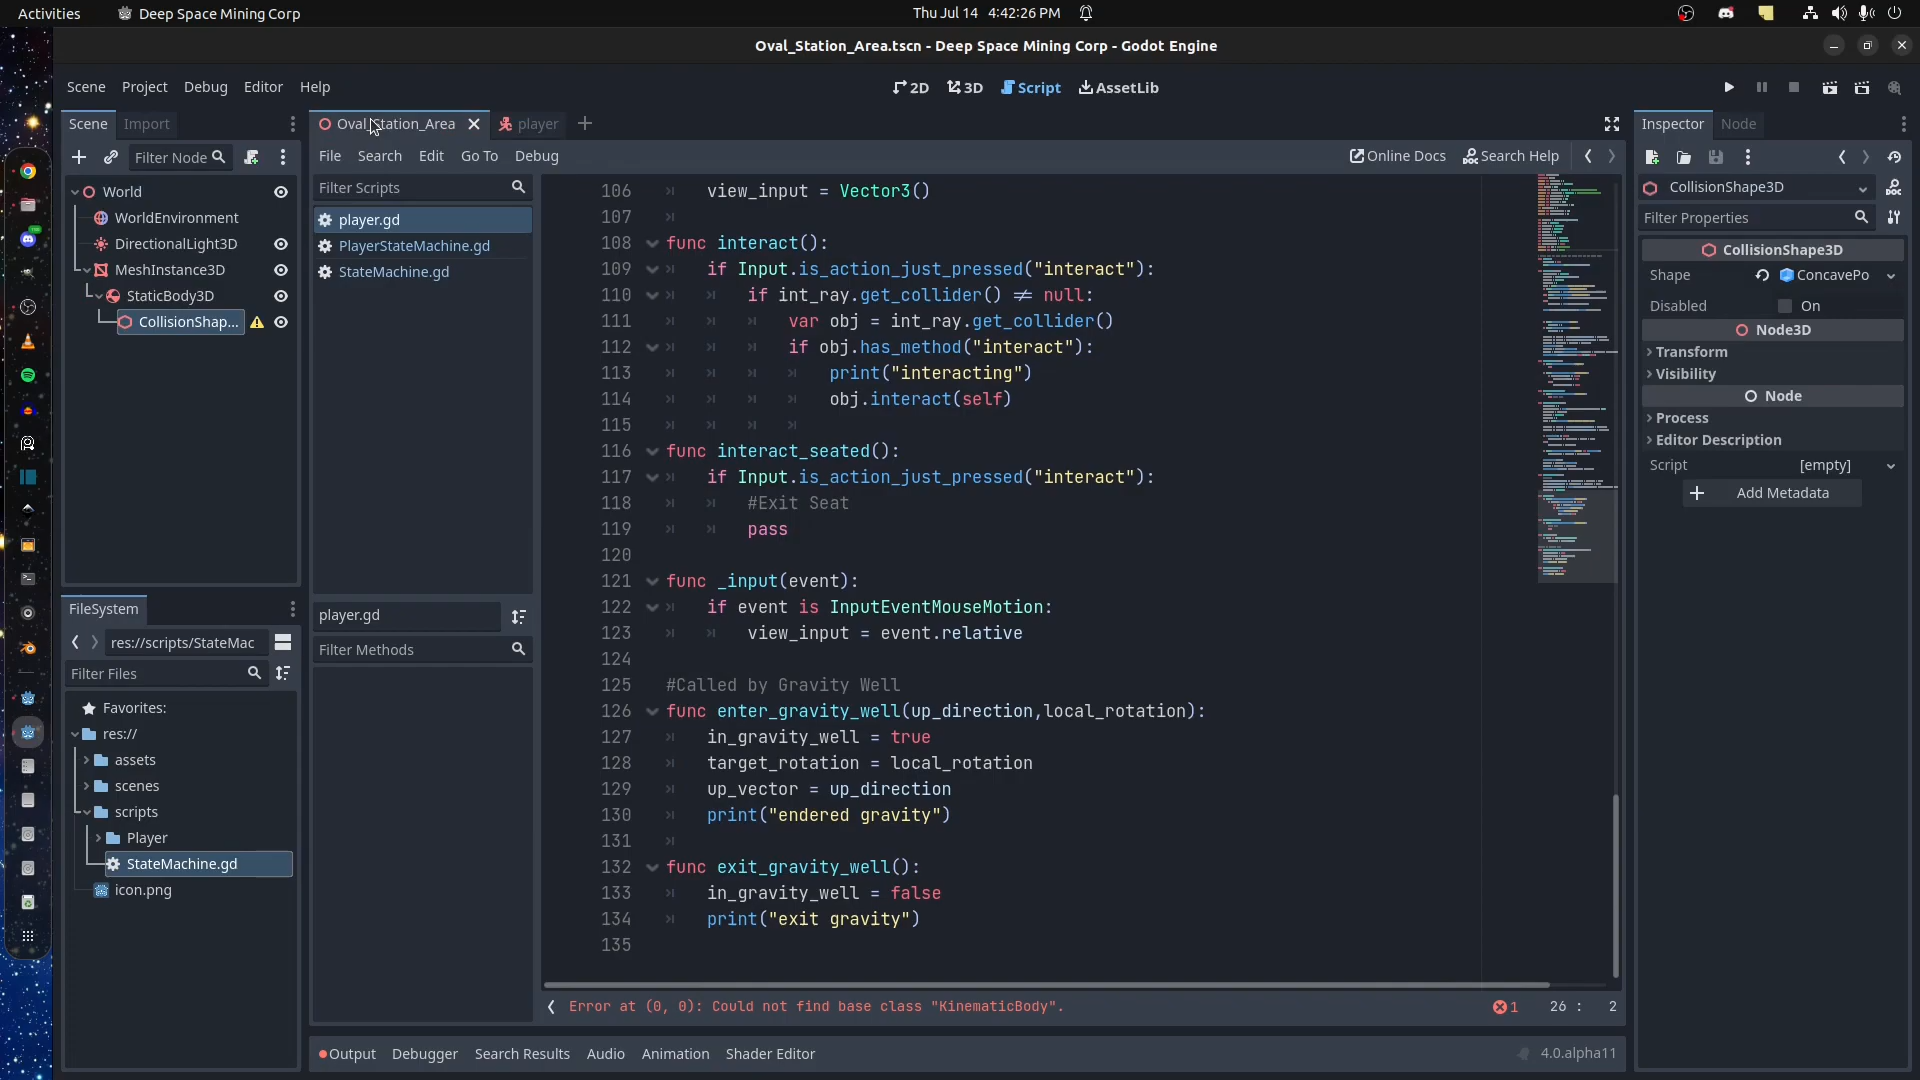 Activities
Deep Space Mining Corp
Thu Jul 14 4:42:26 PM
Oval_Station_Area.tscn - Deep Space Mining Corp - Godot Engine
Scene Project Debug Editor Help
2D 3D Script AssetLib
Scene Import
Filter Node
World
WorldEnvironment
DirectionalLight3D
MeshInstance3D
StaticBody3D
CollisionShap...
FileSystem
res://scripts/StateMac
Filter Files
Favorites:
res://
assets
scenes
scripts
Player
StateMachine.gd
icon.png
Oval_Station_Area player
File Search Edit Go To Debug
Online Docs Search Help
Filter Scripts
player.gd
PlayerStateMachine.gd
StateMachine.gd
player.gd
Filter Methods
106 view_input = Vector3()
107
108 func interact():
109 if Input.is_action_just_pressed("interact"):
110 if int_ray.get_collider() != null:
111 var obj = int_ray.get_collider()
112 if obj.has_method("interact"):
113 print("interacting")
114 obj.interact(self)
115
116 func interact_seated():
117 if Input.is_action_just_pressed("interact"):
118 #Exit Seat
119 pass
120
121 func _input(event):
122 if event is InputEventMouseMotion:
123 view_input = event.relative
124
125 #Called by Gravity Well
126 func enter_gravity_well(up_direction,local_rotation):
127 in_gravity_well = true
128 target_rotation = local_rotation
129 up_vector = up_direction
130 print("endered gravity")
131
132 func exit_gravity_well():
133 in_gravity_well = false
134 print("exit gravity")
135
Error at (0, 0): Could not find base class "KinematicBody".
1 26 : 2
Output Debugger Search Results Audio Animation Shader Editor
4.0.alpha11
Inspector Node
CollisionShape3D
Filter Properties
CollisionShape3D
Shape ConcavePo
Disabled On
Node3D
Transform
Visibility
Node
Process
Editor Description
Script [empty]
Add Metadata